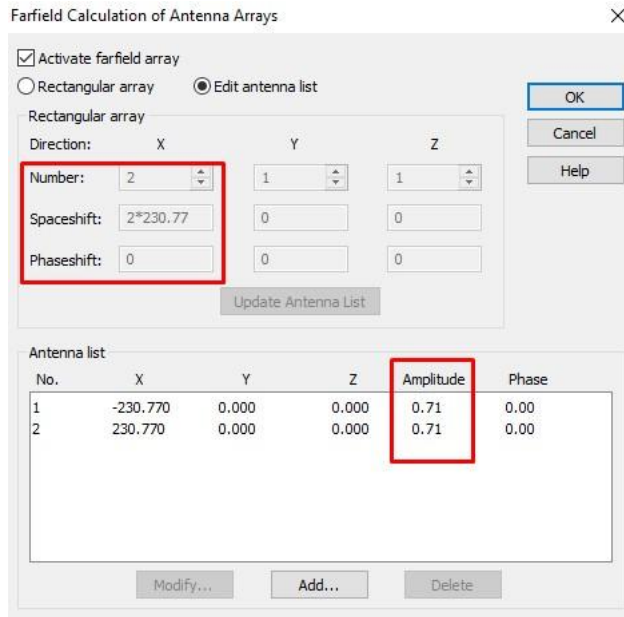 Farfield Calculation of Antenna Arrays
Activate farfield array
Rectangular array Edit antenna list
OK
Rectangular array
Direction: X Y Z
Cancel
Number: 2 1 1
Help
Spaceshift: 2*230.77 0 0
Phaseshift: 0 0 0
Update Antenna List
Antenna list
No. X Y Z Amplitude Phase
1 -230.770 0.000 0.000 0.71 0.00
2 230.770 0.000 0.000 0.71 0.00
Modify... Add... Delete